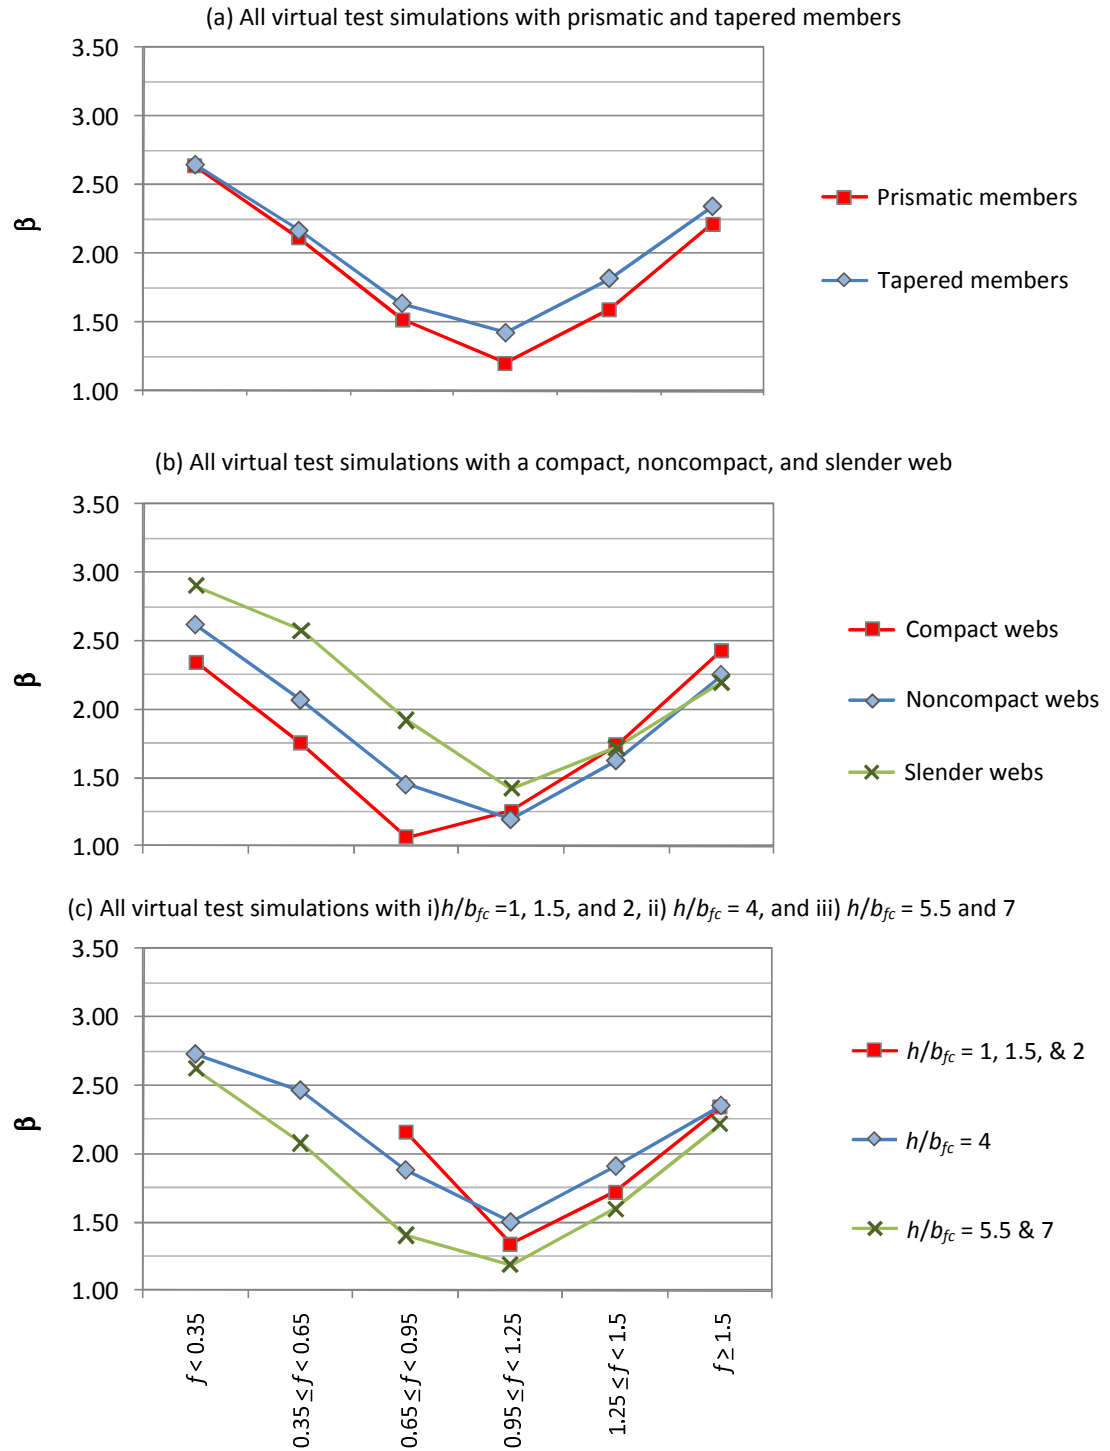 (a) All virtual test simulations with prismatic and tapered members
3.50
3.00
2.50
2.00
1.50
1.00
β
Prismatic members
Tapered members
(b) All virtual test simulations with a compact, noncompact, and slender web
3.50
3.00
2.50
2.00
1.50
1.00
β
Compact webs
Noncompact webs
Slender webs
(c) All virtual test simulations with i)h/bfc =1, 1.5, and 2, ii) h/bfc = 4, and iii) h/bfc = 5.5 and 7
3.50
3.00
2.50
2.00
1.50
1.00
β
h/bfc = 1, 1.5, & 2
h/bfc = 4
h/bfc = 5.5 & 7
f < 0.35
0.35 ≤ f < 0.65
0.65 ≤ f < 0.95
0.95 ≤ f < 1.25
1.25 ≤ f < 1.5
f ≥ 1.5